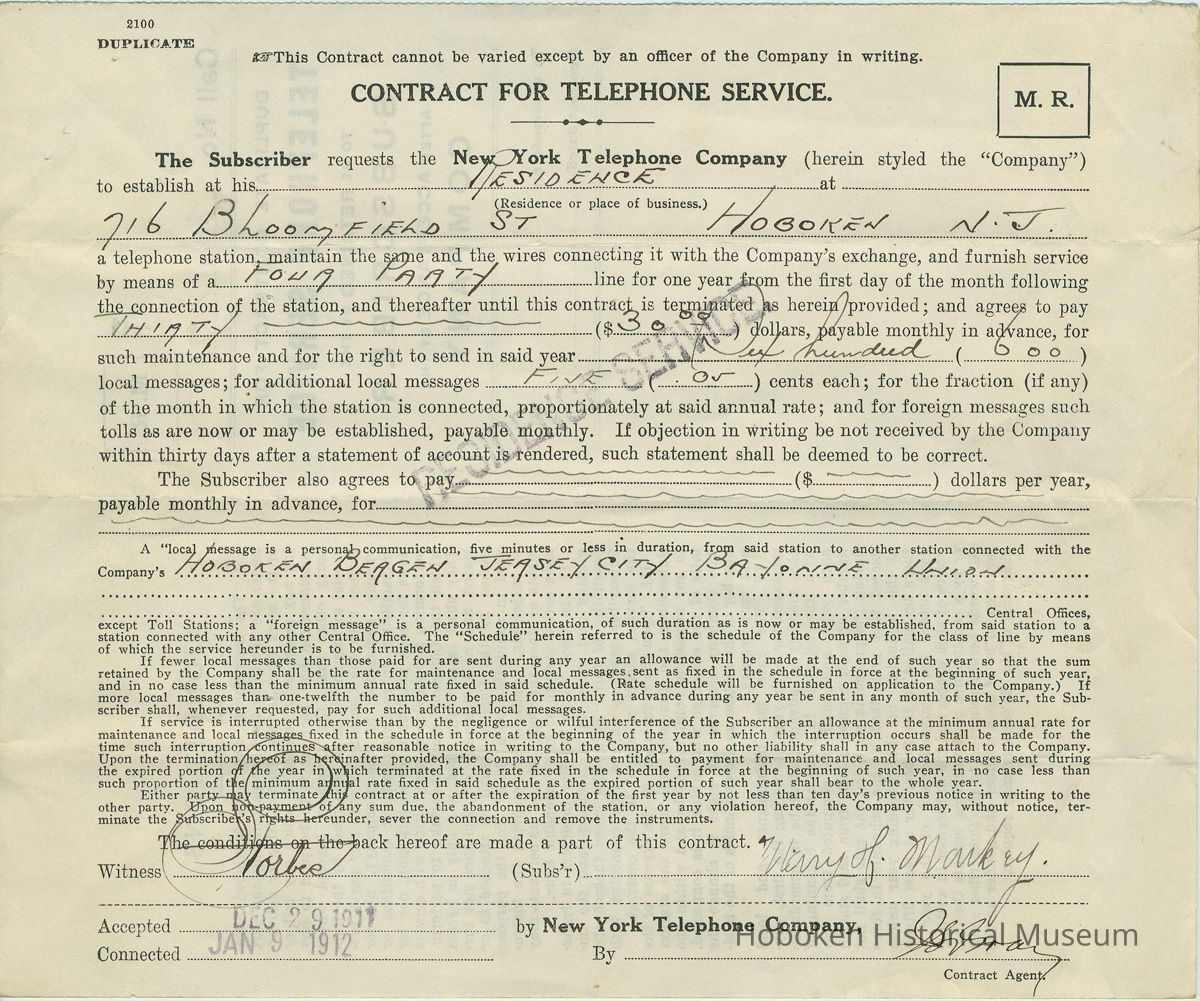 2100
DUPLICATE
☞This Contract cannot be varied except by an officer of the Company in writing.
CONTRACT FOR TELEPHONE SERVICE.
M. R.
The Subscriber requests the New York Telephone Company (herein styled the "Company")
to establish at his RESIDENCE at
(Residence or place of business.)
716 BLOOMFIELD ST HOBOKEN N.J.
a telephone station, maintain the same and the wires connecting it with the Company's exchange, and furnish service
by means of a FOUR PARTY line for one year from the first day of the month following
the connection of the station, and thereafter until this contract is terminated as herein provided; and agrees to pay
THIRTY ($30 00) dollars, payable monthly in advance, for
such maintenance and for the right to send in said year Six hundred (600)
local messages; for additional local messages FIVE (.05) cents each; for the fraction (if any)
of the month in which the station is connected, proportionately at said annual rate; and for foreign messages such
tolls as are now or may be established, payable monthly. If objection in writing be not received by the Company
within thirty days after a statement of account is rendered, such statement shall be deemed to be correct.
RESIDENCE SERVICE
The Subscriber also agrees to pay ($ ) dollars per year,
payable monthly in advance, for
A "local message is a personal communication, five minutes or less in duration, from said station to another station connected with the
Company's HOBOKEN BERGEN JERSEY CITY BAYONNE UNION
Central Offices,
except Toll Stations; a "foreign message" is a personal communication, of such duration as is now or may be established, from said station to a
station connected with any other Central Office. The "Schedule" herein referred to is the schedule of the Company for the class of line by means
of which the service hereunder is to be furnished.
If fewer local messages than those paid for are sent during any year an allowance will be made at the end of such year so that the sum
retained by the Company shall be the rate for maintenance and local messages sent as fixed in the schedule in force at the beginning of such year,
and in no case less than the minimum annual rate fixed in said schedule. (Rate schedule will be furnished on application to the Company.) If
more local messages than one-twelfth the number to be paid for monthly in advance during any year be sent in any month of such year, the Sub-
scriber shall, whenever requested, pay for such additional local messages.
If service is interrupted otherwise than by the negligence or wilful interference of the Subscriber an allowance at the minimum annual rate for
maintenance and local messages fixed in the schedule in force at the beginning of the year in which the interruption occurs shall be made for the
time such interruption continues after reasonable notice in writing to the Company, but no other liability shall in any case attach to the Company.
Upon the termination hereof as hereinafter provided, the Company shall be entitled to payment for maintenance and local messages sent during
the expired portion of the year in which terminated at the rate fixed in the schedule in force at the beginning of such year, in no case less than
such proportion of the minimum annual rate fixed in said schedule as the expired portion of such year shall bear to the whole year.
Either party may terminate this contract at or after the expiration of the first year by not less than ten day's previous notice in writing to the
other party. Upon non-payment of any sum due, the abandonment of the station, or any violation hereof, the Company may, without notice, ter-
minate the Subscriber's rights hereunder, sever the connection and remove the instruments.
The conditions on the back hereof are made a part of this contract.
Witness Forbes (Subs'r) Harry H. Markey.
Accepted DEC 29 1911 by New York Telephone Company,
Connected JAN 9 1912 By
Contract Agent.
Hoboken Historical Museum